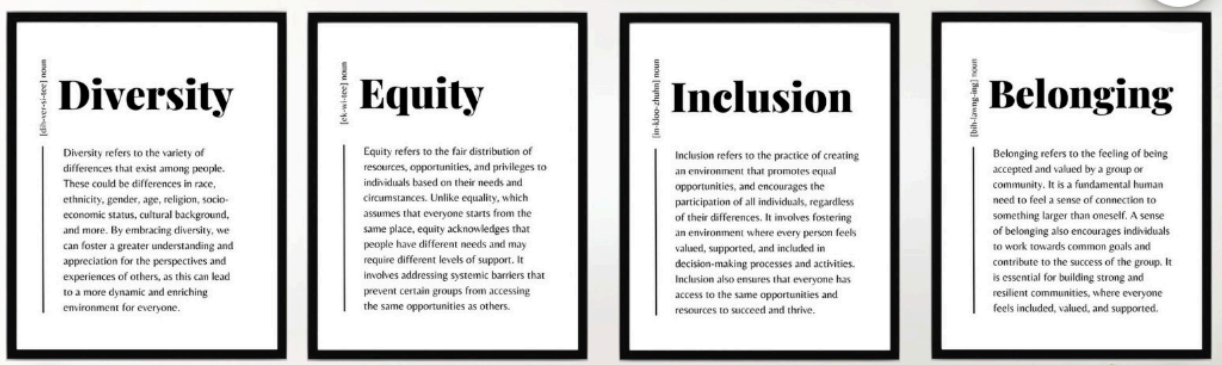 [dih-ver-si-tee] noun
Diversity
Diversity refers to the variety of
differences that exist among people.
These could be differences in race,
ethnicity, gender, age, religion, socio-
economic status, cultural background,
and more. By embracing diversity, we
can foster a greater understanding and
appreciation for the perspectives and
experiences of others, as this can lead
to a more dynamic and enriching
environment for everyone.
[ek-wi-tee] noun
Equity
Equity refers to the fair distribution of
resources, opportunities, and privileges to
individuals based on their needs and
circumstances. Unlike equality, which
assumes that everyone starts from the
same place, equity acknowledges that
people have different needs and may
require different levels of support. It
involves addressing systemic barriers that
prevent certain groups from accessing
the same opportunities as others.
[in-kloo-zhuhn] noun
Inclusion
Inclusion refers to the practice of creating
an environment that promotes equal
opportunities, and encourages the
participation of all individuals, regardless
of their differences. It involves fostering
an environment where every person feels
valued, supported, and included in
decision-making processes and activities.
Inclusion also ensures that everyone has
access to the same opportunities and
resources to succeed and thrive.
[bih-lawng-ing] noun
Belonging
Belonging refers to the feeling of being
accepted and valued by a group or
community. It is a fundamental human
need to feel a sense of connection to
something larger than oneself. A sense
of belonging also encourages individuals
to work towards common goals and
contribute to the success of the group. It
is essential for building strong and
resilient communities, where everyone
feels included, valued, and supported.